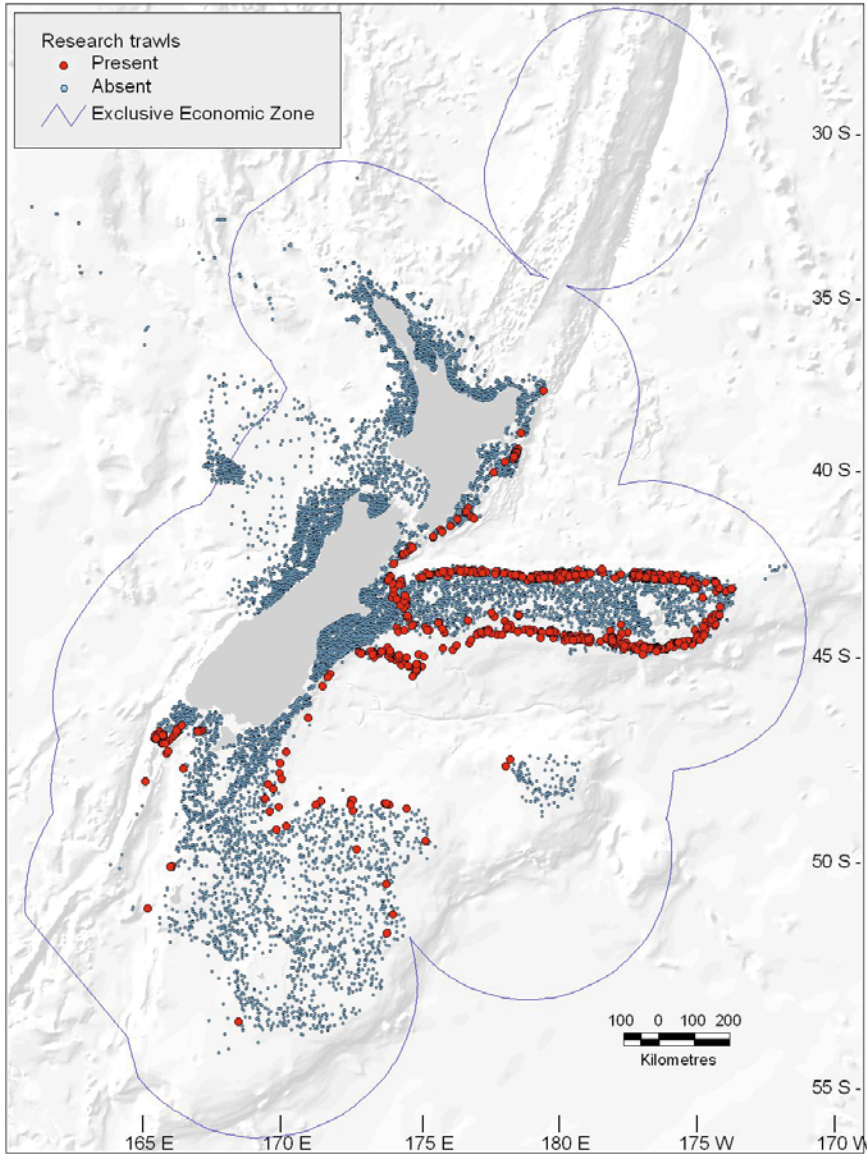 Research trawls
Present
Absent
Exclusive Economic Zone
30 S
35 S
40 S
45 S
50 S
55 S
100 0 100 200
Kilometres
165 E 170 E 175 E 180 E 175 W 170 W